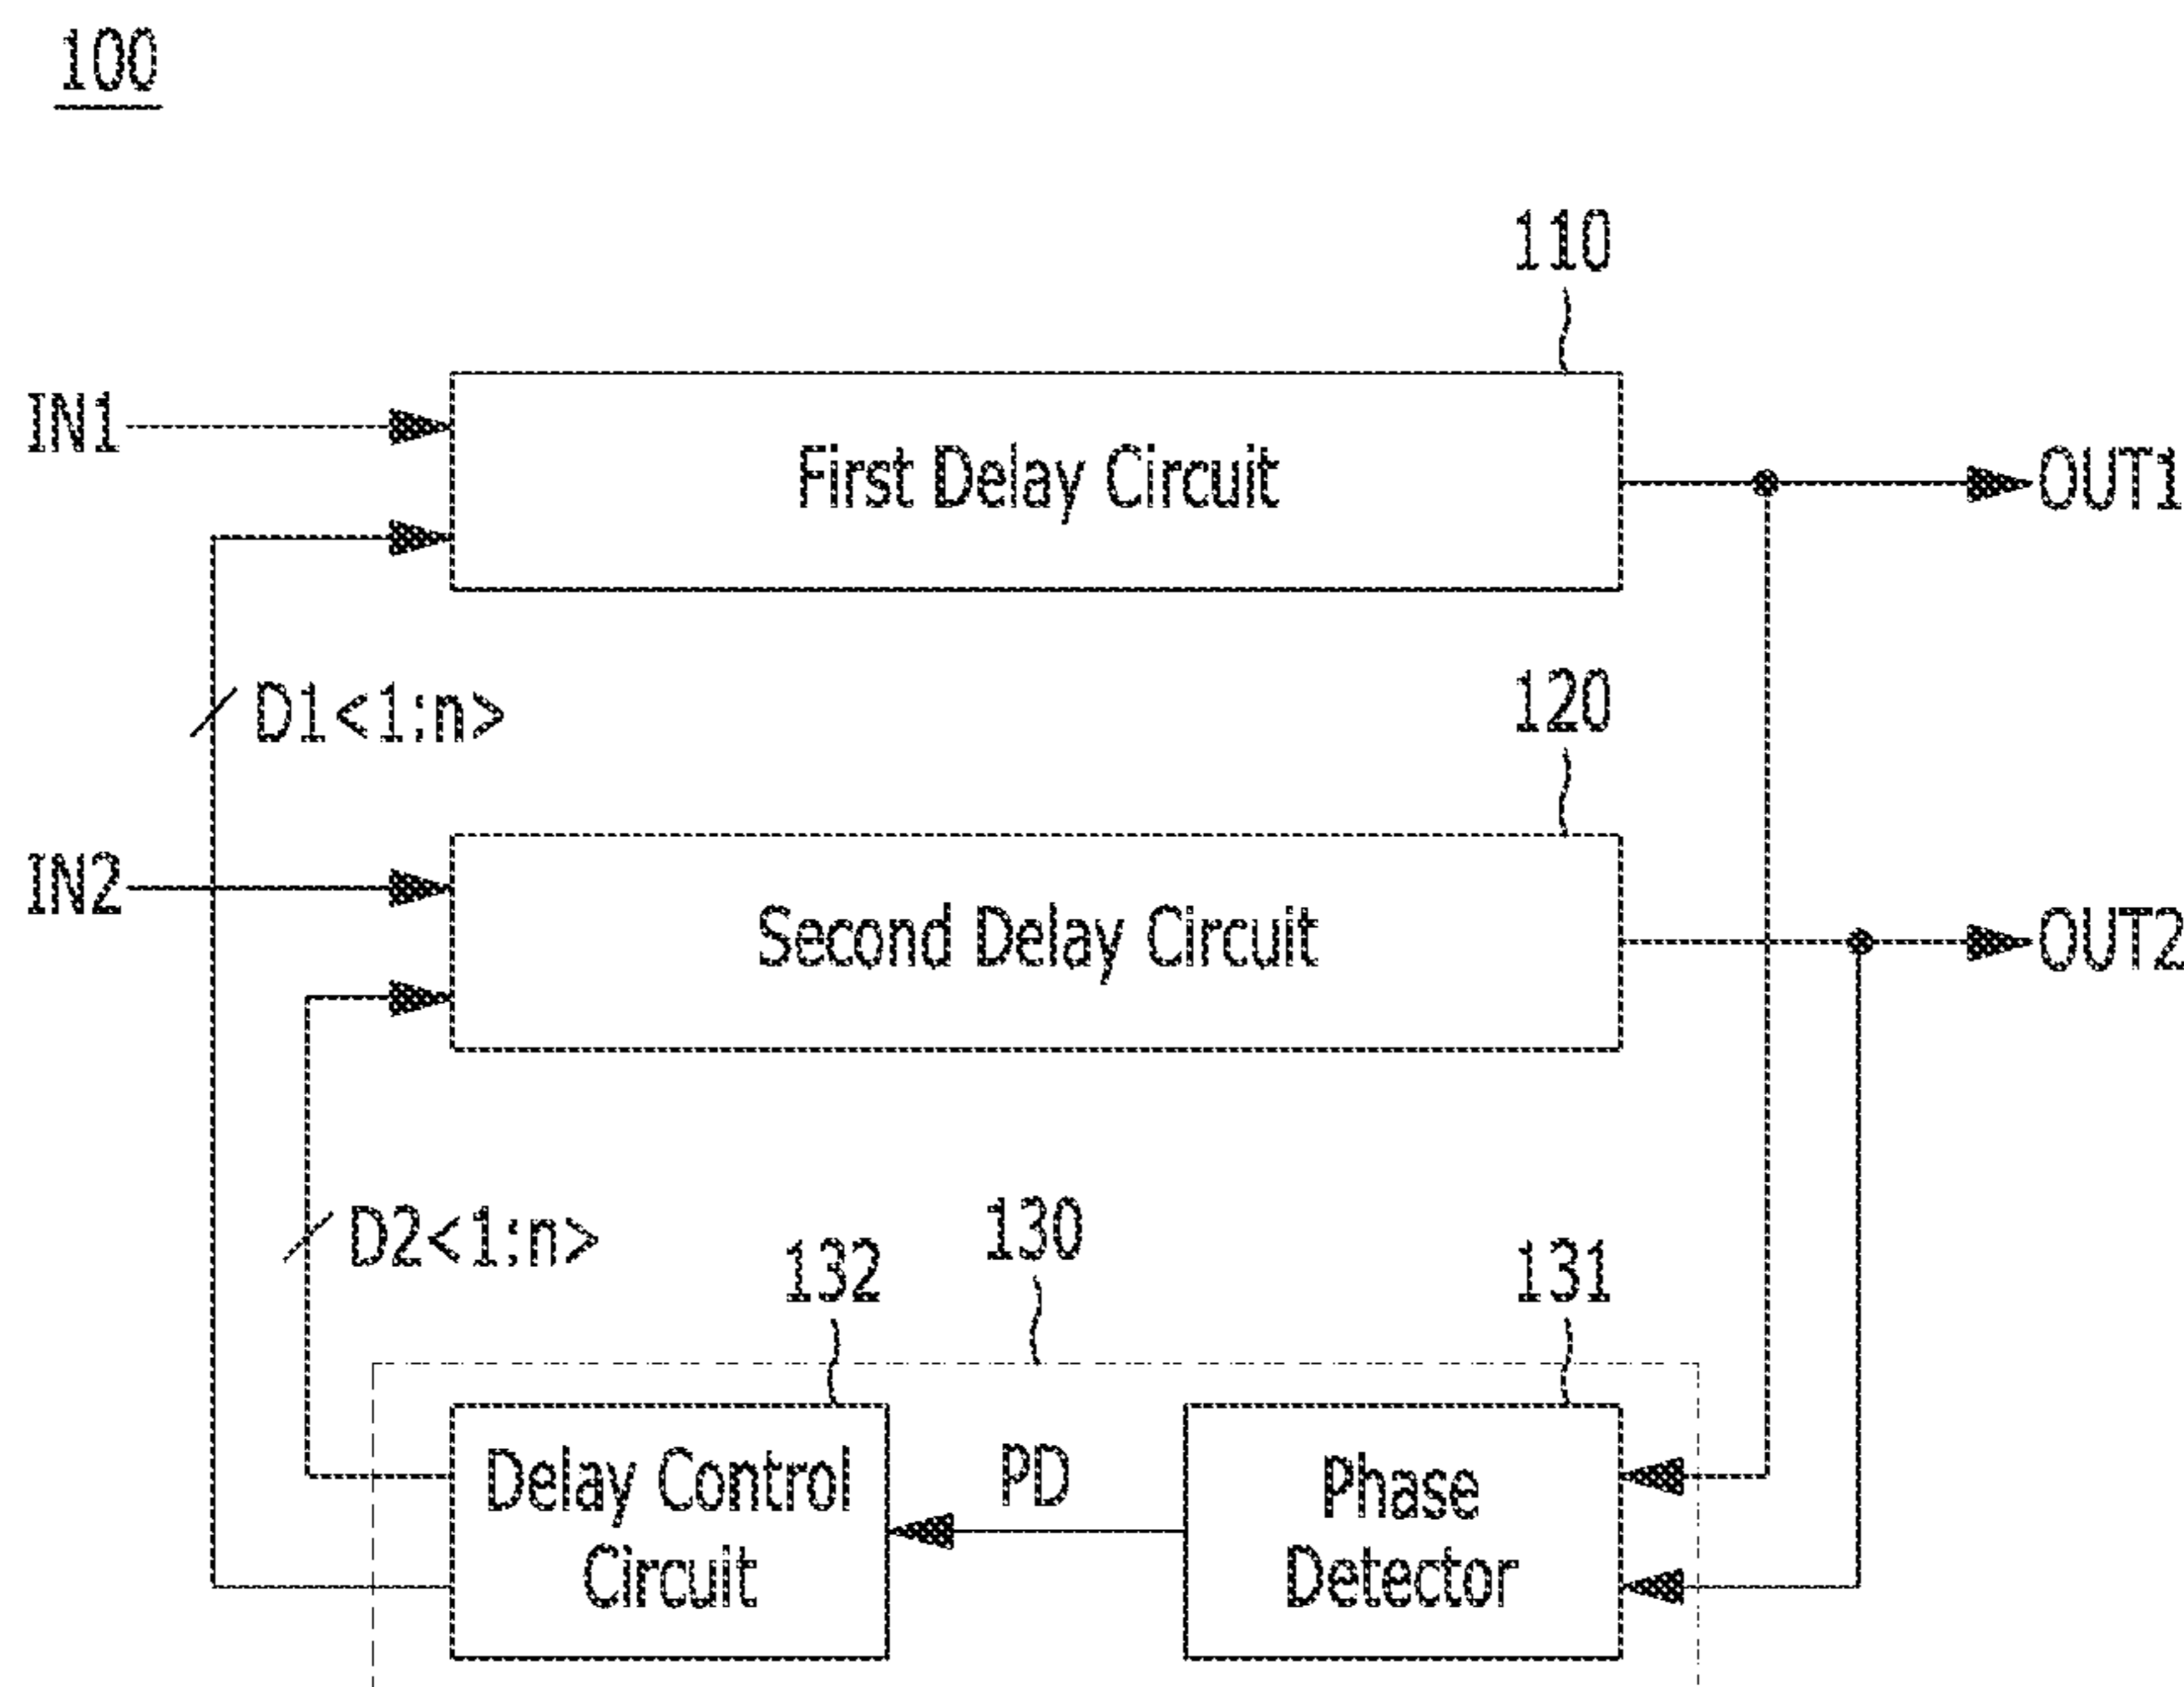 100
110
IN1
First Delay Circuit
OUT1
D1<1:n>
120
IN2
Second Delay Circuit
OUT2
D2<1:n>
130
132
131
Delay Control
Circuit
PD
Phase
Detector